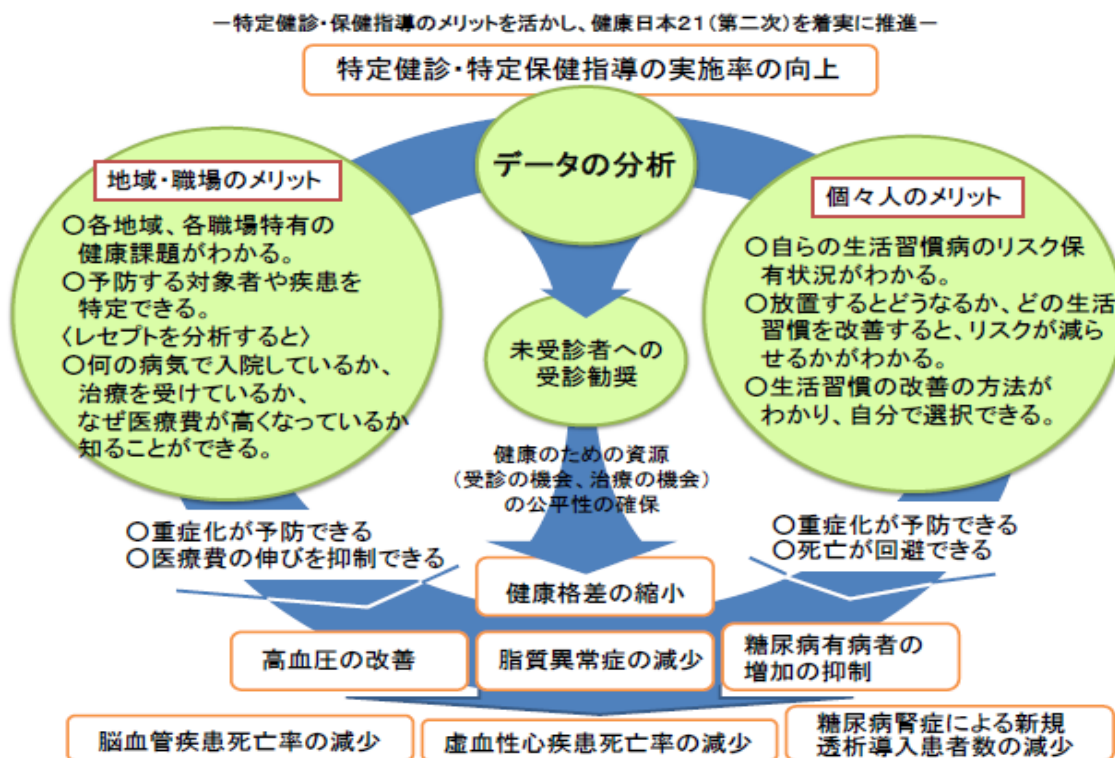 －特定健診・保健指導のメリットを活かし、健康日本２１（第二次）を着実に推進－
特定健診・特定保健指導の実施率の向上
データの分析
地域・職場のメリット
○各地域、各職場特有の
健康課題がわかる。
○予防する対象者や疾患を
特定できる。
〈レセプトを分析すると〉
○何の病気で入院しているか、
治療を受けているか、
なぜ医療費が高くなっているか
知ることができる。
個々人のメリット
○自らの生活習慣病のリスク保
有状況がわかる。
○放置するとどうなるか、どの生活
習慣を改善すると、リスクが減ら
せるかがわかる。
○生活習慣の改善の方法が
わかり、自分で選択できる。
未受診者への
受診勧奨
健康のための資源
（受診の機会、治療の機会）
の公平性の確保
○重症化が予防できる
○医療費の伸びを抑制できる
○重症化が予防できる
○死亡が回避できる
健康格差の縮小
高血圧の改善
脂質異常症の減少
糖尿病有病者の
増加の抑制
脳血管疾患死亡率の減少
虚血性心疾患死亡率の減少
糖尿病腎症による新規
透析導入患者数の減少